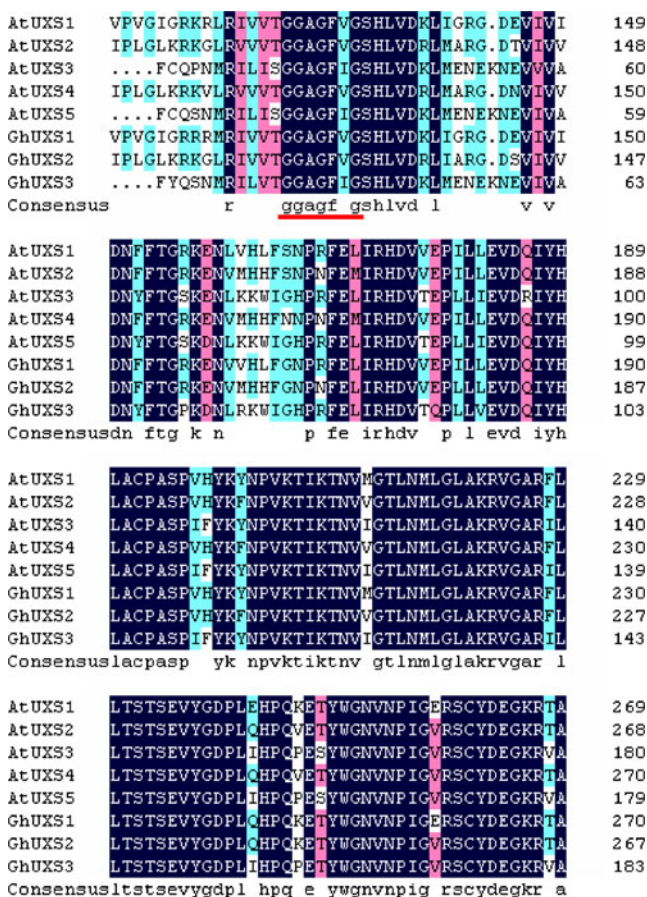 AtUXS1 VPVGIGRKRLRIVVTGGAGFVGSHLVDKLIGRG.DEVIVI 149
AtUXS2 IPLGLKRKGLRIVVTGGAGFVGSHLVDRLMARG.DTVIVV 148
AtUXS3 ....FCQPNMRILISGGAGFIGSHLVDKLMENEKNEVVVA 60
AtUXS4 IPLGLKRKVLRVVVTGGAGFVGSHLVDRLMARG.DNVIVV 150
AtUXS5 ....FCQSNMRILISGGAGFIGSHLVDKLMENEKNEVIVA 59
GhUXS1 VPVGIGRRRMRIVVTGGAGFVGSHLVDKLIGRG.DEVIVI 150
GhUXS2 IPLGLKRKGLRIVVTGGAGFVGSHLVDRLIARG.DSVIVV 147
GhUXS3 ....FYQSNMRILVTGGAGFIGSHLVDKLMENEKNEVIVA 63
Consensus r ggagf gshlvd l v v
AtUXS1 DNFFTGRKENLVHLFSNPRFELIRHDVVEPILLEVDQIYH 189
AtUXS2 DNFFTGRKENVMHHFSNPNFEMIRHDVVEPILLEVDQIYH 188
AtUXS3 DNYFTGSKENLKKWIGHPRFELIRHDVTEPLLIEVDRIYH 100
AtUXS4 DNFFTGRKENVMHHFNNPNFEMIRHDVVEPILLEVDQIYH 190
AtUXS5 DNYFTGSKDNLKKWIGHPRFELIRHDVTEPLLIEVDQIYH 99
GhUXS1 DNFFTGRKENVVHLFGNPRFELIRHDVVEPILLEVDQIYH 190
GhUXS2 DNFFTGRKENVMHHFGNPNFELIRHDVVEPLLLEVDQIYH 187
GhUXS3 DNYFTGPKDNLRKWIGHPRFELIRHDVTQPLLVEVDQIYH 103
Consensusdn ftg k n p fe irhdv p l evd iyh
AtUXS1 LACPASPVHYKYNPVKTIKTNVMGTLNMLGLAKRVGARFL 229
AtUXS2 LACPASPVHYKFNPVKTIKTNVVGTLNMLGLAKRVGARFL 228
AtUXS3 LACPASPIFYKYNPVKTIKTNVIGTLNMLGLAKRVGARIL 140
AtUXS4 LACPASPVHYKFNPVKTIKTNVVGTLNMLGLAKRVGARFL 230
AtUXS5 LACPASPIFYKYNPVKTIKTNVIGTLNMLGLAKRVGARIL 139
GhUXS1 LACPASPVHYKYNPVKTIKTNVMGTLNMLGLAKRVGARFL 230
GhUXS2 LACPASPVHYKFNPVKTIKTNVVGTLNMLGLAKRVGARFL 227
GhUXS3 LACPASPIFYKYNPVKTIKTNVIGTLNMLGLAKRVGARIL 143
Consensuslacpasp yk npvktiktnv gtlnmlglakrvgar l
AtUXS1 LTSTSEVYGDPLEHPQKETYWGNVNPIGERSCYDEGKRTA 269
AtUXS2 LTSTSEVYGDPLQHPQVETYWGNVNPIGVRSCYDEGKRTA 268
AtUXS3 LTSTSEVYGDPLIHPQPESYWGNVNPIGVRSCYDEGKRVA 180
AtUXS4 LTSTSEVYGDPLQHPQVETYWGNVNPIGVRSCYDEGKRTA 270
AtUXS5 LTSTSEVYGDPLIHPQPESYWGNVNPIGVRSCYDEGKRVA 179
GhUXS1 LTSTSEVYGDPLEHPQKETYWGNVNPIGERSCYDEGKRTA 270
GhUXS2 LTSTSEVYGDPLQHPQVETYWGNVNPIGVRSCYDEGKRTA 267
GhUXS3 LTSTSEVYGDPLIHPQPETYWGNVNPIGVRSCYDEGKRVA 183
Consensusltstsevygdpl hpq e ywgnvnpig rscydegkr a